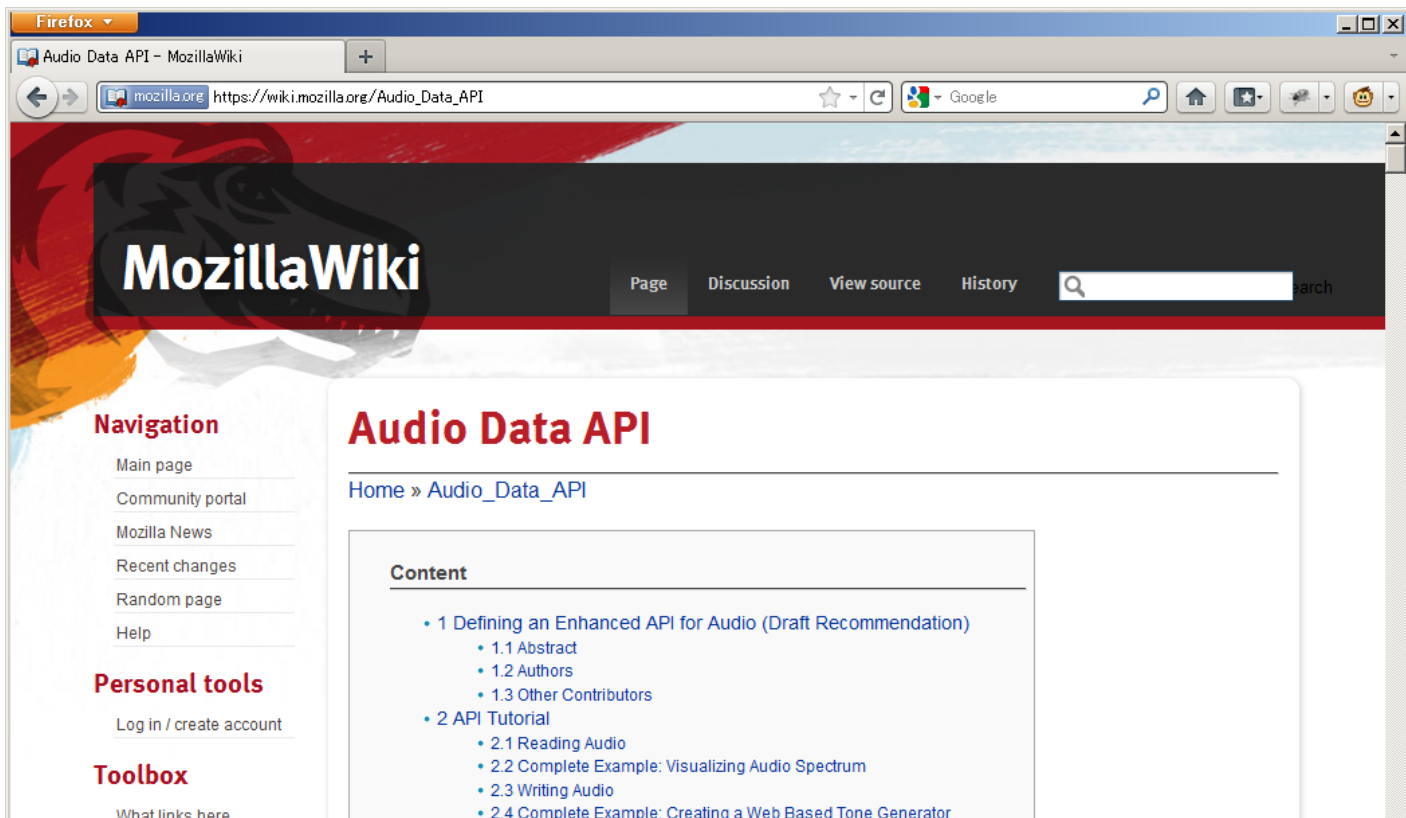 Firefox
Audio Data API - MozillaWiki
mozilla.org https://wiki.mozilla.org/Audio_Data_API
Google
MozillaWiki
Page Discussion View source History
earch
Navigation
Main page
Community portal
Mozilla News
Recent changes
Random page
Help
Personal tools
Log in / create account
Toolbox
What links here
Audio Data API
Home » Audio_Data_API
Content
• 1 Defining an Enhanced API for Audio (Draft Recommendation)
• 1.1 Abstract
• 1.2 Authors
• 1.3 Other Contributors
• 2 API Tutorial
• 2.1 Reading Audio
• 2.2 Complete Example: Visualizing Audio Spectrum
• 2.3 Writing Audio
• 2.4 Complete Example: Creating a Web Based Tone Generator